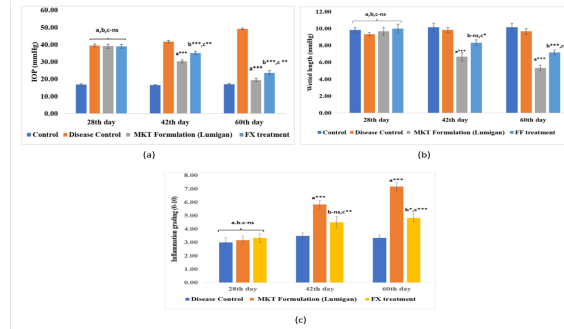 60.00
50.00
40.00
30.00
20.00
10.00
0.00
IOP (mmHg)
a,b,c-ns
a***
b***,c**
a***
b***,c **
28th day
42th day
60th day
Control
Disease Control
MKT Formulation (Lumigan)
FX treatment
(a)
12.00
10.00
8.00
6.00
4.00
2.00
0.00
Wetted length (mmHg)
a,b,c-ns
b-ns,c*
a***
b***,c
a***
28th day
42th day
60th day
Control
Disease Control
MKT Formulation (Lumigan)
FF treatment
(b)
8.00
7.00
6.00
5.00
4.00
3.00
2.00
1.00
0.00
Inflammation grading (0-10)
a.b.c-ns
a***
b-ns,c**
a***
b*,c***
28th day
42th day
60th day
Disease Control
MKT Formulation (Lumigan)
FX treatment
(c)